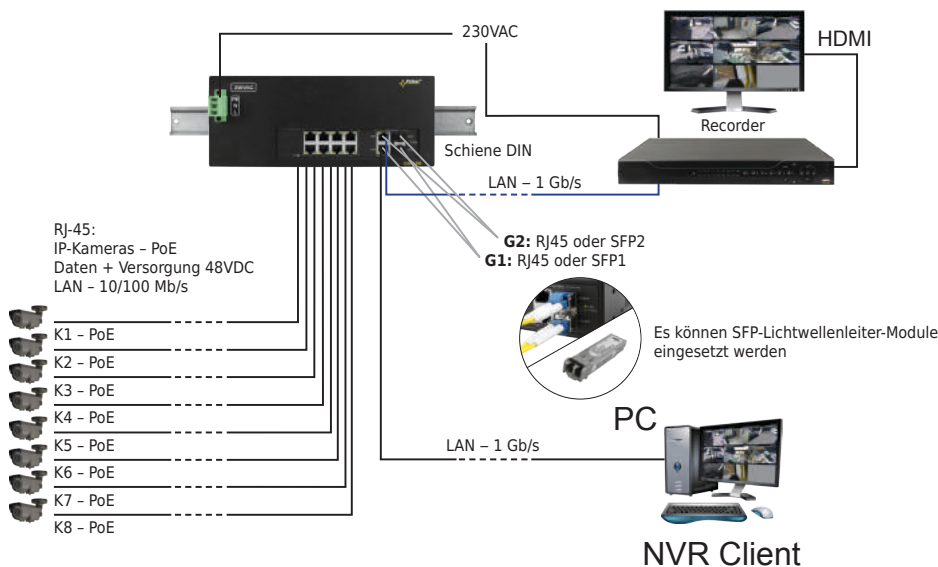 230VAC
HDMI
230VAC
Recorder
Schiene DIN
LAN – 1 Gb/s
RJ-45:
IP-Kameras – PoE
Daten + Versorgung 48VDC
LAN – 10/100 Mb/s
G2: RJ45 oder SFP2
G1: RJ45 oder SFP1
Es können SFP-Lichtwellenleiter-Module
eingesetzt werden
K1 – PoE
K2 – PoE
K3 – PoE
K4 – PoE
K5 – PoE
K6 – PoE
K7 – PoE
K8 – PoE
PC
LAN – 1 Gb/s
NVR Client